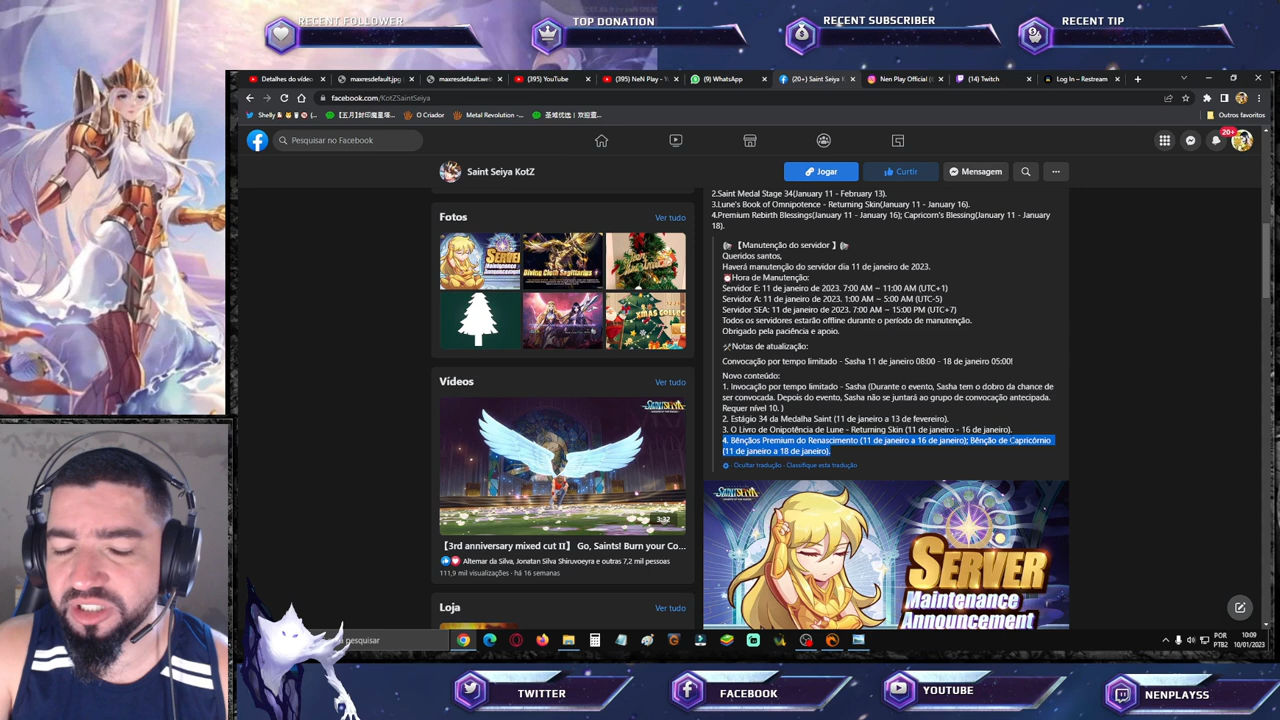 RECENT FOLLOWER
TOP DONATION
RECENT SUBSCRIBER
RECENT TIP
Detalhes do vídeo
maxresdefault.jpg
maxresdefault.web
(395) YouTube
(395) NeN Play - Y
(9) WhatsApp
(20+) Saint Seiya K
Nen Play Official (
(14) Twitch
Log In – Restream
facebook.com/KotZSaintSeiya
O Criador
Metal Revolution -...
Outros favoritos
Pesquisar no Facebook
20+
Saint Seiya KotZ
Jogar
Curtir
Mensagem
Fotos
Ver tudo
Vídeos
Ver tudo
3:32
【3rd anniversary mixed cut II】 Go, Saints! Burn your Co...
Altemar da Silva, Jonatan Silva Shiruvoeyra e outras 7,2 mil pessoas
111,9 mil visualizações · há 16 semanas
Loja
Ver tudo
2.Saint Medal Stage 34(January 11 - February 13).
3.Lune's Book of Omnipotence - Returning Skin(January 11 - January 16).
4.Premium Rebirth Blessings(January 11 - January 16); Capricorn's Blessing(January 11 - January
18).
【Manutenção do servidor 】
Queridos santos,
Haverá manutenção do servidor dia 11 de janeiro de 2023.
Hora de Manutenção:
Servidor E: 11 de janeiro de 2023. 7:00 AM ~ 11:00 AM (UTC+1)
Servidor A: 11 de janeiro de 2023. 1:00 AM ~ 5:00 AM (UTC-5)
Servidor SEA: 11 de janeiro de 2023. 7:00 AM ~ 15:00 PM (UTC+7)
Todos os servidores estarão offline durante o período de manutenção.
Obrigado pela paciência e apoio.
Notas de atualização:
Convocação por tempo limitado - Sasha 11 de janeiro 08:00 - 18 de janeiro 05:00!
Novo conteúdo:
1. Invocação por tempo limitado - Sasha (Durante o evento, Sasha tem o dobro da chance de
ser convocada. Depois do evento, Sasha não se juntará ao grupo de convocação antecipada.
Requer nível 10. )
2. Estágio 34 da Medalha Saint (11 de janeiro a 13 de fevereiro).
3. O Livro de Onipotência de Lune - Returning Skin (11 de janeiro - 16 de janeiro).
4. Bênçãos Premium do Renascimento (11 de janeiro a 16 de janeiro); Bênção de Capricórnio
(11 de janeiro a 18 de janeiro).
Ocultar tradução · Classifique esta tradução
SAINT SEIYA
SERVER
Maintenance
Announcement
pesquisar
POR
PTB2
10:09
10/01/2023
TWITTER
FACEBOOK
YOUTUBE
NENPLAYSS